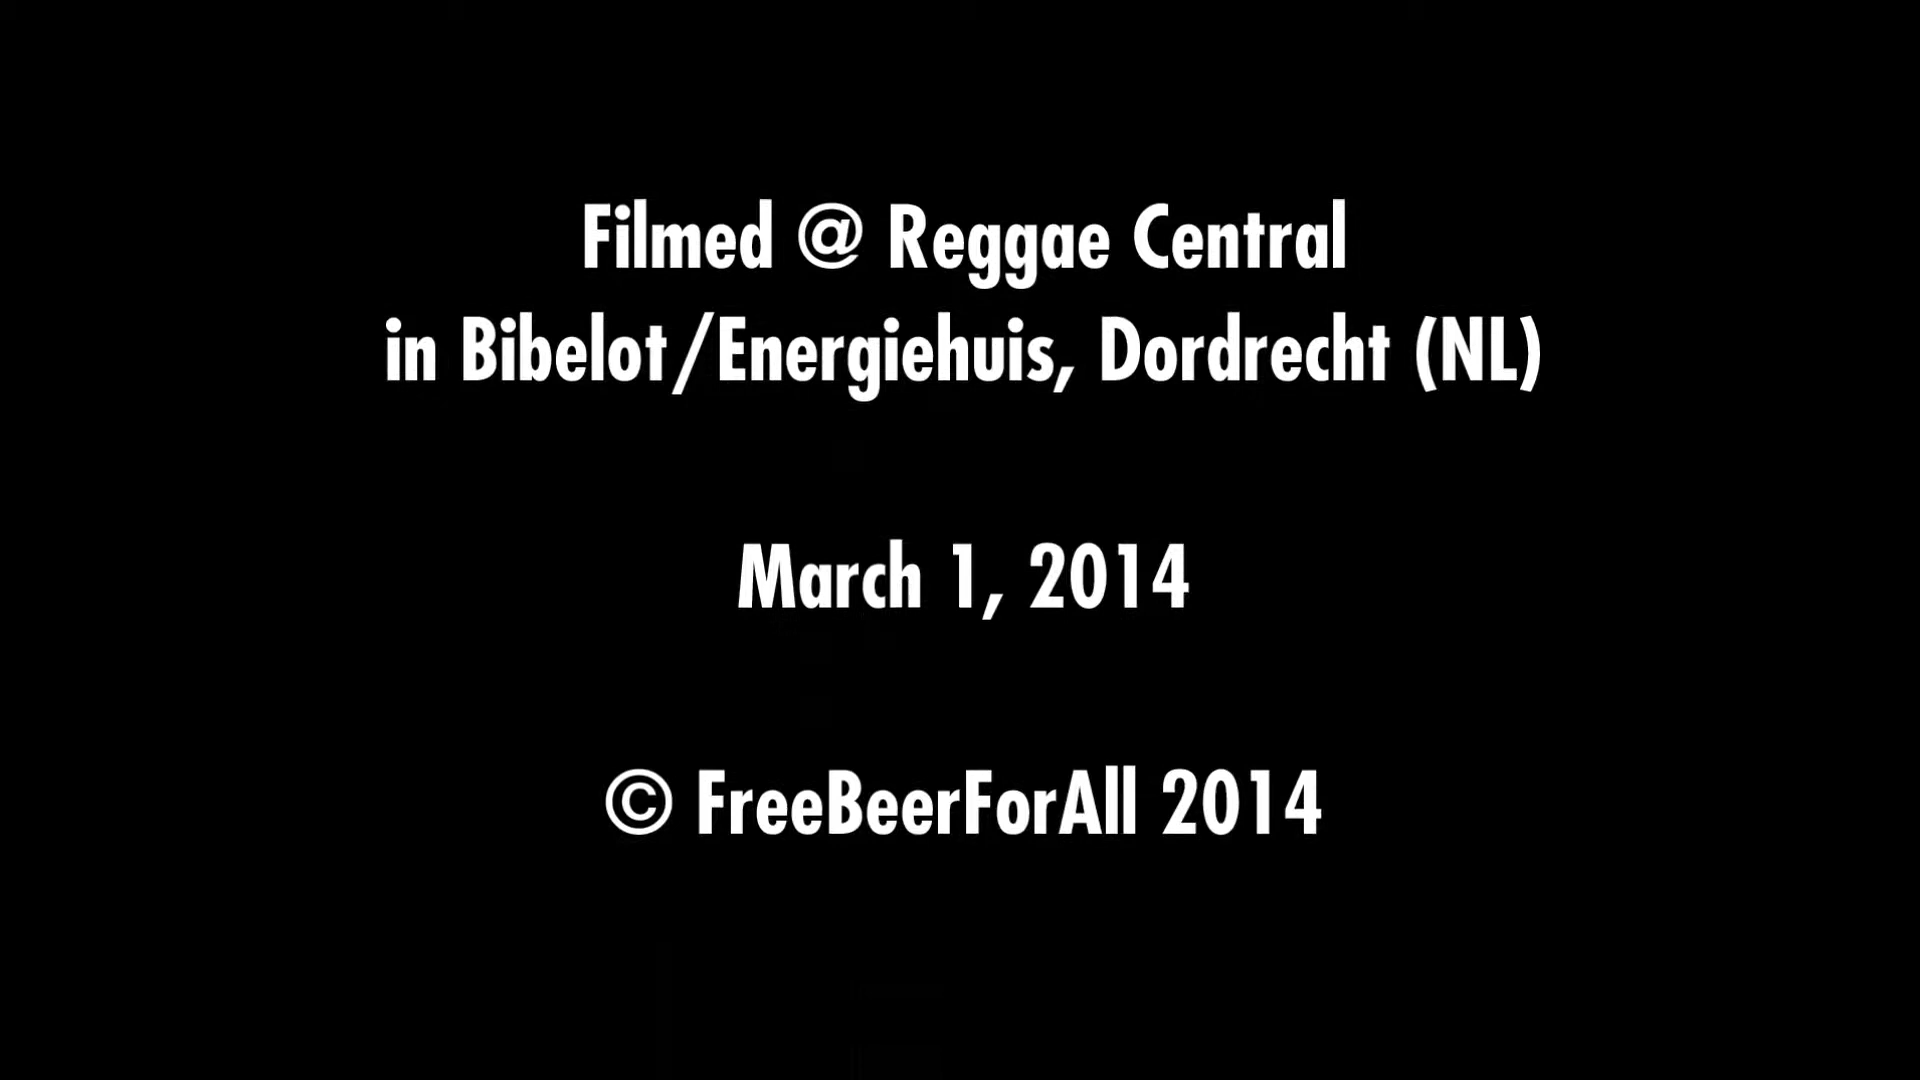 Filmed @ Reggae Central
in Bibelot/Energiehuis, Dordrecht (NL)
March 1, 2014
© FreeBeerForAll 2014